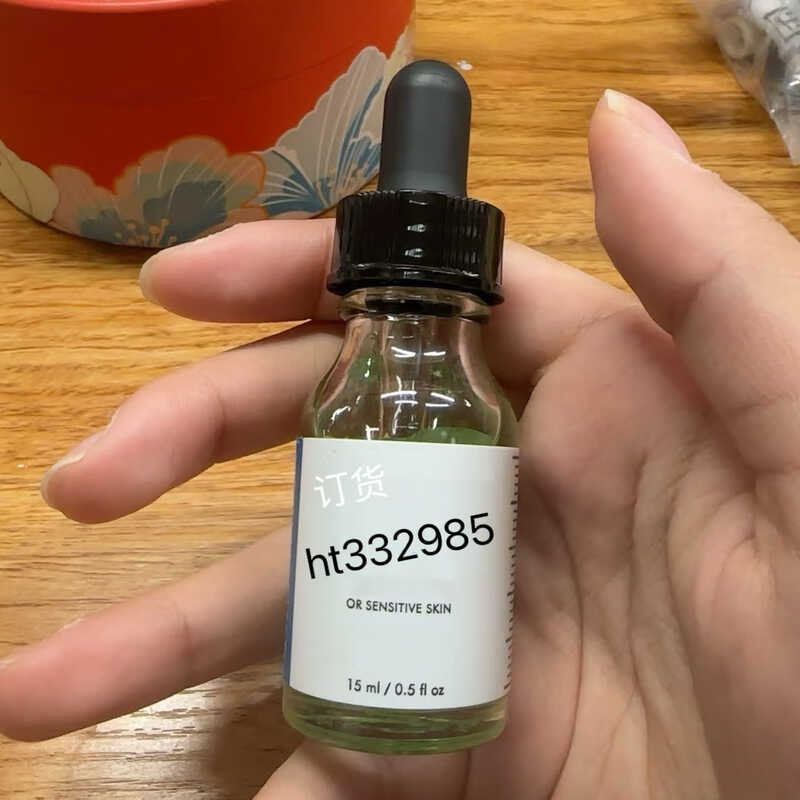 订货
ht332985
OR SENSITIVE SKIN
15 ml / 0.5 fl oz